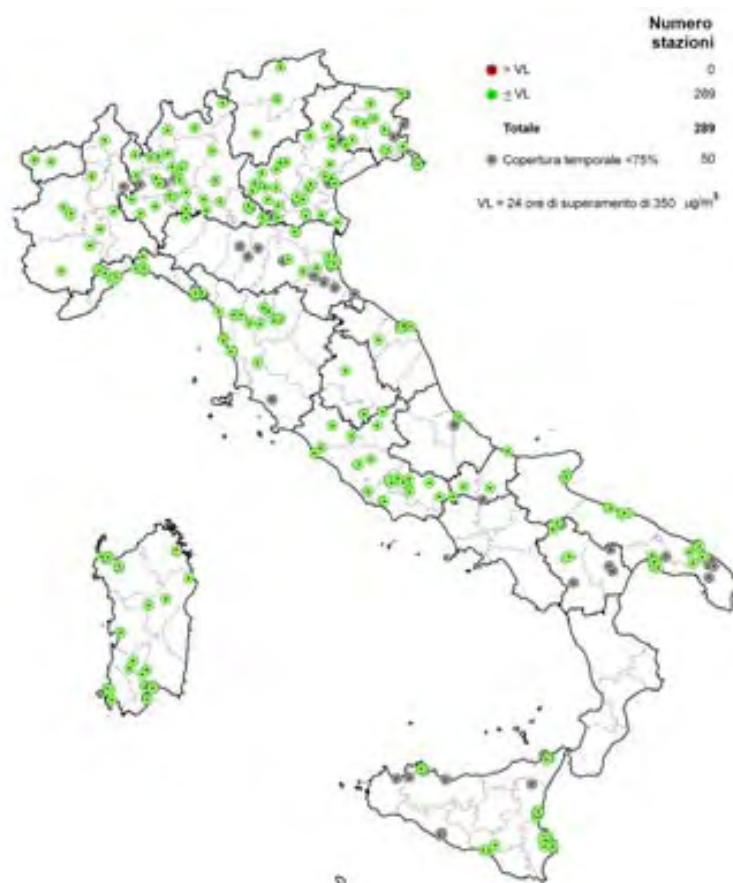 Numero
stazioni
> VL 0
≤ VL 289
Totale 289
Copertura temporale <75% 50
VL = 24 ore di superamento di 350 µg/m³